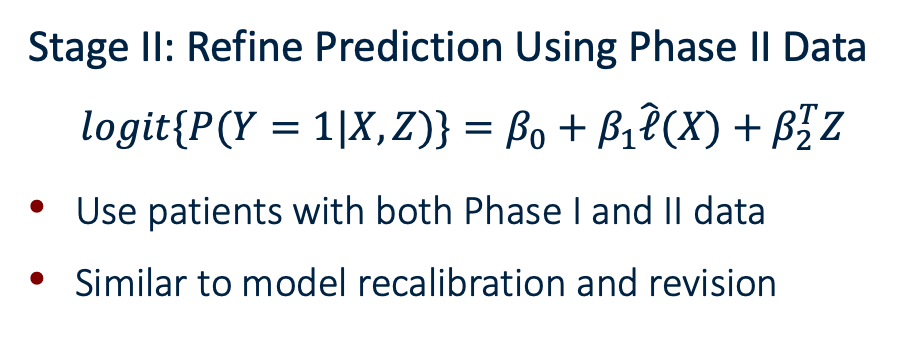 Stage II: Refine Prediction Using Phase II Data
logit{P(Y = 1|X, Z)} = β₀ + β₁ℓ̂(X) + β₂ᵀZ
• Use patients with both Phase I and II data
• Similar to model recalibration and revision